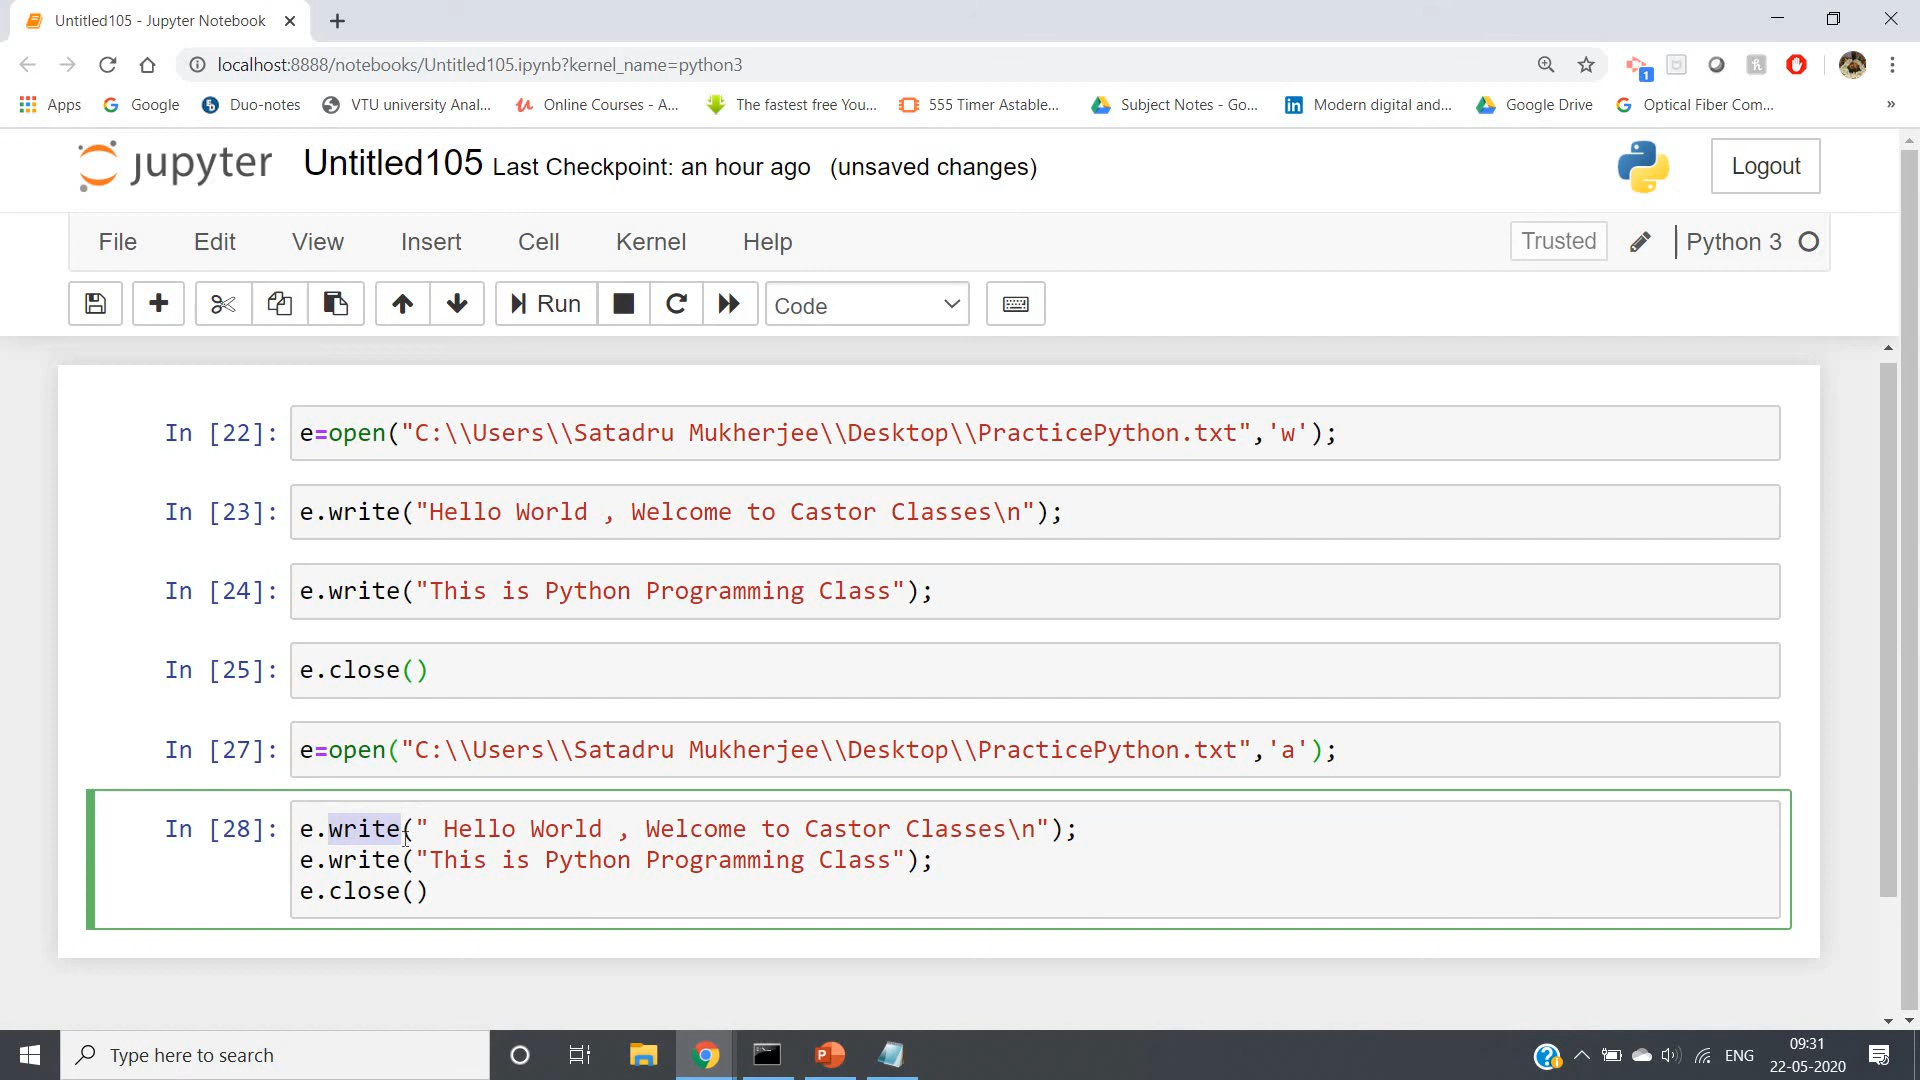 Untitled105 - Jupyter Notebook
localhost:8888/notebooks/Untitled105.ipynb?kernel_name=python3
1
Apps Google Duo-notes VTU university Anal... Online Courses - A... The fastest free You... 555 Timer Astable... Subject Notes - Go... Modern digital and... Google Drive Optical Fiber Com... »
jupyter Untitled105 Last Checkpoint: an hour ago (unsaved changes) Logout
File Edit View Insert Cell Kernel Help Trusted Python 3
Run Code
In [22]: e=open("C:\\Users\\Satadru Mukherjee\\Desktop\\PracticePython.txt",'w');
In [23]: e.write("Hello World , Welcome to Castor Classes\n");
In [24]: e.write("This is Python Programming Class");
In [25]: e.close()
In [27]: e=open("C:\\Users\\Satadru Mukherjee\\Desktop\\PracticePython.txt",'a');
In [28]: e.write(" Hello World , Welcome to Castor Classes\n");
e.write("This is Python Programming Class");
e.close()
Type here to search
ENG
09:31
22-05-2020